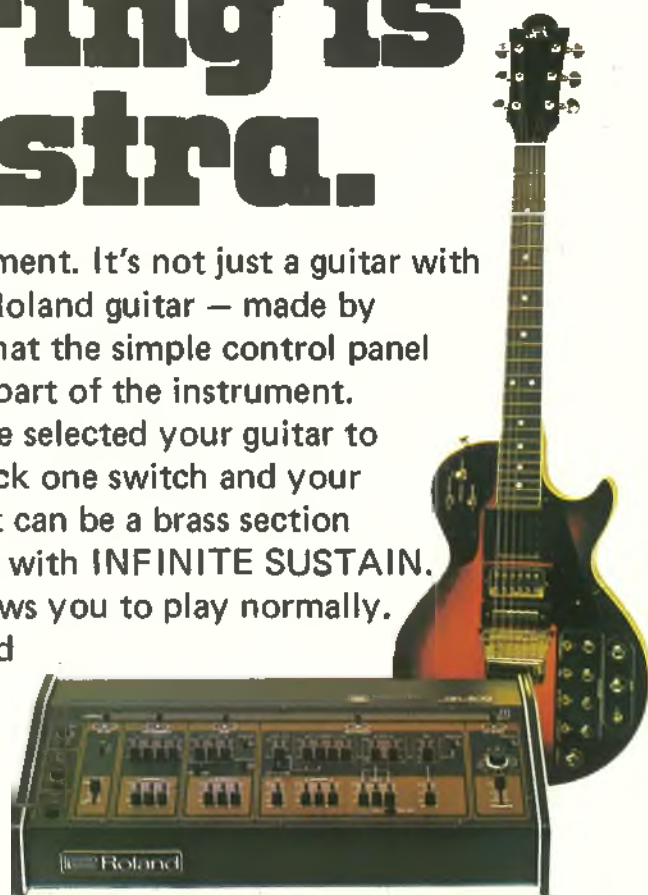 ring is
stra.
ment. It's not just a guitar with
Roland guitar — made by
hat the simple control panel
part of the instrument.
e selected your guitar to
ck one switch and your
t can be a brass section
with INFINITE SUSTAIN.
ws you to play normally.
d
Roland